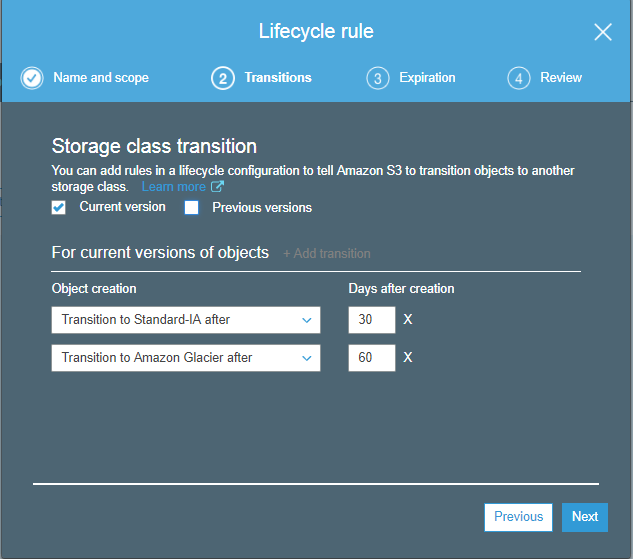 Lifecycle rule
Name and scope
2 Transitions
3 Expiration
4 Review
Storage class transition
You can add rules in a lifecycle configuration to tell Amazon S3 to transition objects to another
storage class. Learn more
Current version Previous versions
For current versions of objects + Add transition
Object creation Days after creation
Transition to Standard-IA after 30 X
Transition to Amazon Glacier after 60 X
Previous Next